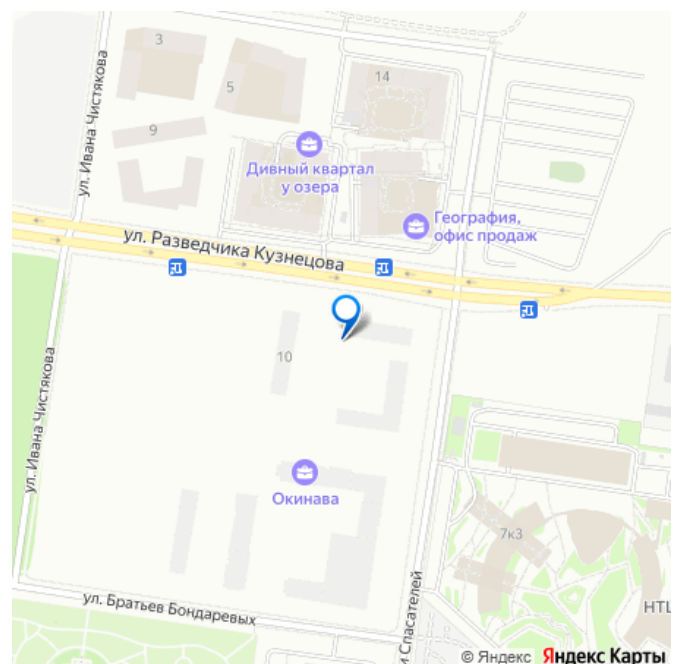 3
14
5
ул. Ивана Чистякова
9
Дивный квартал
у озера
География,
офис продаж
ул. Разведчика Кузнецова
10
ул. Ивана Чистякова
Окинава
7к3
НТЦ
ул. Братьев Бондаревых
и Спасателей
© Яндекс Яндекс Карты